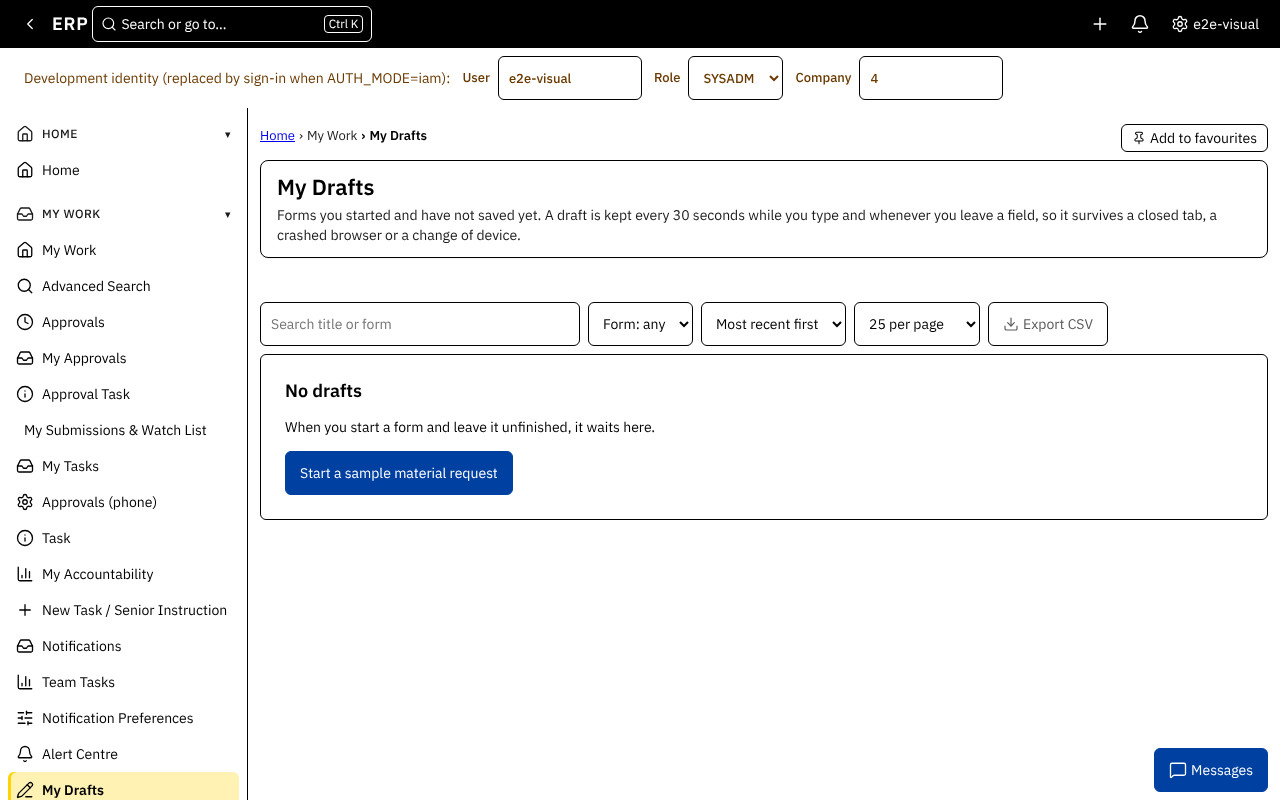 ERP
Search or go to...
Ctrl K
e2e-visual
Development identity (replaced by sign-in when AUTH_MODE=iam):
User
e2e-visual
Role
SYSADM
Company
4
HOME
Home
MY WORK
My Work
Advanced Search
Approvals
My Approvals
Approval Task
My Submissions & Watch List
My Tasks
Approvals (phone)
Task
My Accountability
New Task / Senior Instruction
Notifications
Team Tasks
Notification Preferences
Alert Centre
My Drafts
Home › My Work › My Drafts
Add to favourites
My Drafts
Forms you started and have not saved yet. A draft is kept every 30 seconds while you type and whenever you leave a field, so it survives a closed tab, a
crashed browser or a change of device.
Search title or form
Form: any
Most recent first
25 per page
Export CSV
No drafts
When you start a form and leave it unfinished, it waits here.
Start a sample material request
Messages